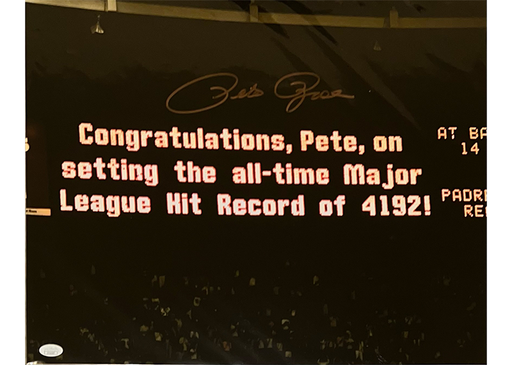 Pete Rose
Congratulations, Pete, on
setting the all-time Major
League Hit Record of 4192!
AT BA
14
PADR
RE